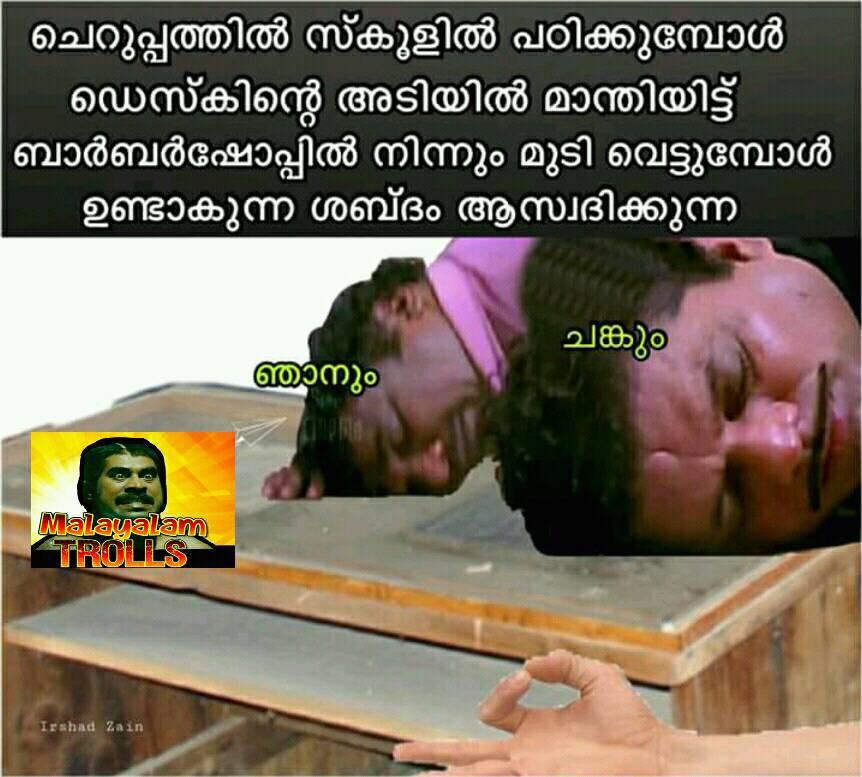 ചെറുപ്പത്തിൽ സ്കൂളിൽ പഠിക്കുമ്പോൾ
ഡെസ്കിന്റെ അടിയിൽ മാന്തിയിട്ട്
ബാർബർഷോപ്പിൽ നിന്നും മുടി വെട്ടുമ്പോൾ
ഉണ്ടാകുന്ന ശബ്ദം ആസ്വദിക്കുന്ന
ചങ്കും
ഞാനും
Malayalam
TROLLS
Irshad Zain